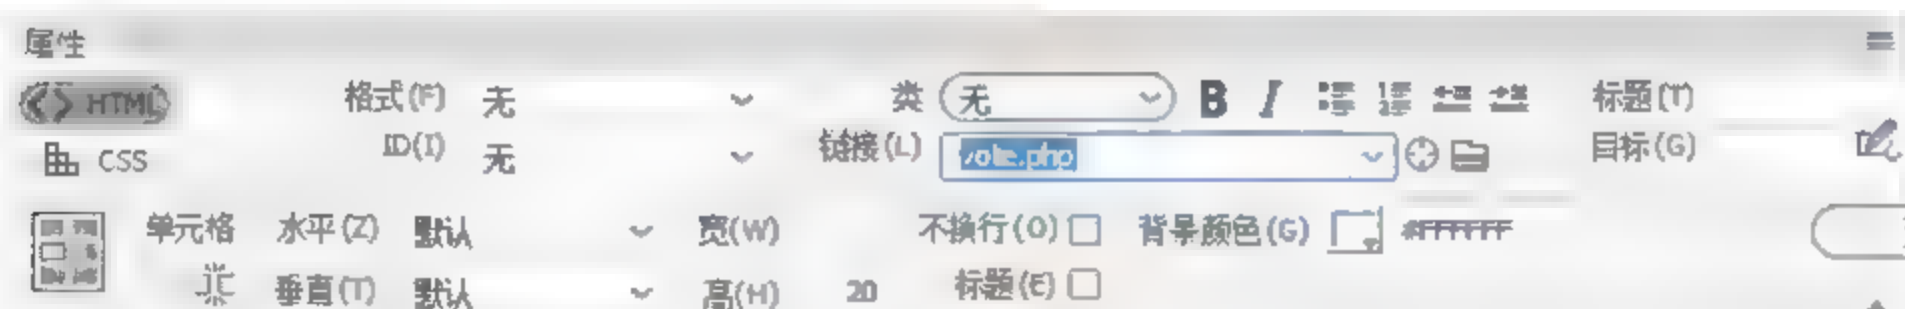 属性
HTML 格式(F) 无 类 无 B I 标题(T)
CSS ID(I) 无 链接(L) vote.php 目标(G)
单元格 水平(Z) 默认 宽(W) 不换行(O) 背景颜色(G) #FFFFFF
垂直(T) 默认 高(H) 20 标题(E)